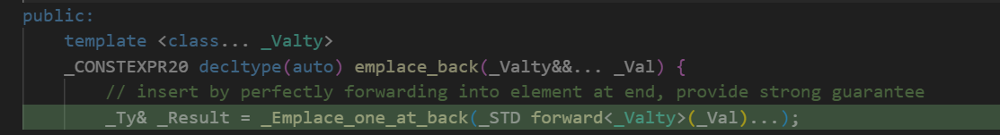 public:
template <class... _Valty>
_CONSTEXPR20 decltype(auto) emplace_back(_Valty&&... _Val) {
// insert by perfectly forwarding into element at end, provide strong guarantee
_Ty& _Result = _Emplace_one_at_back(_STD forward<_Valty>(_Val)...);